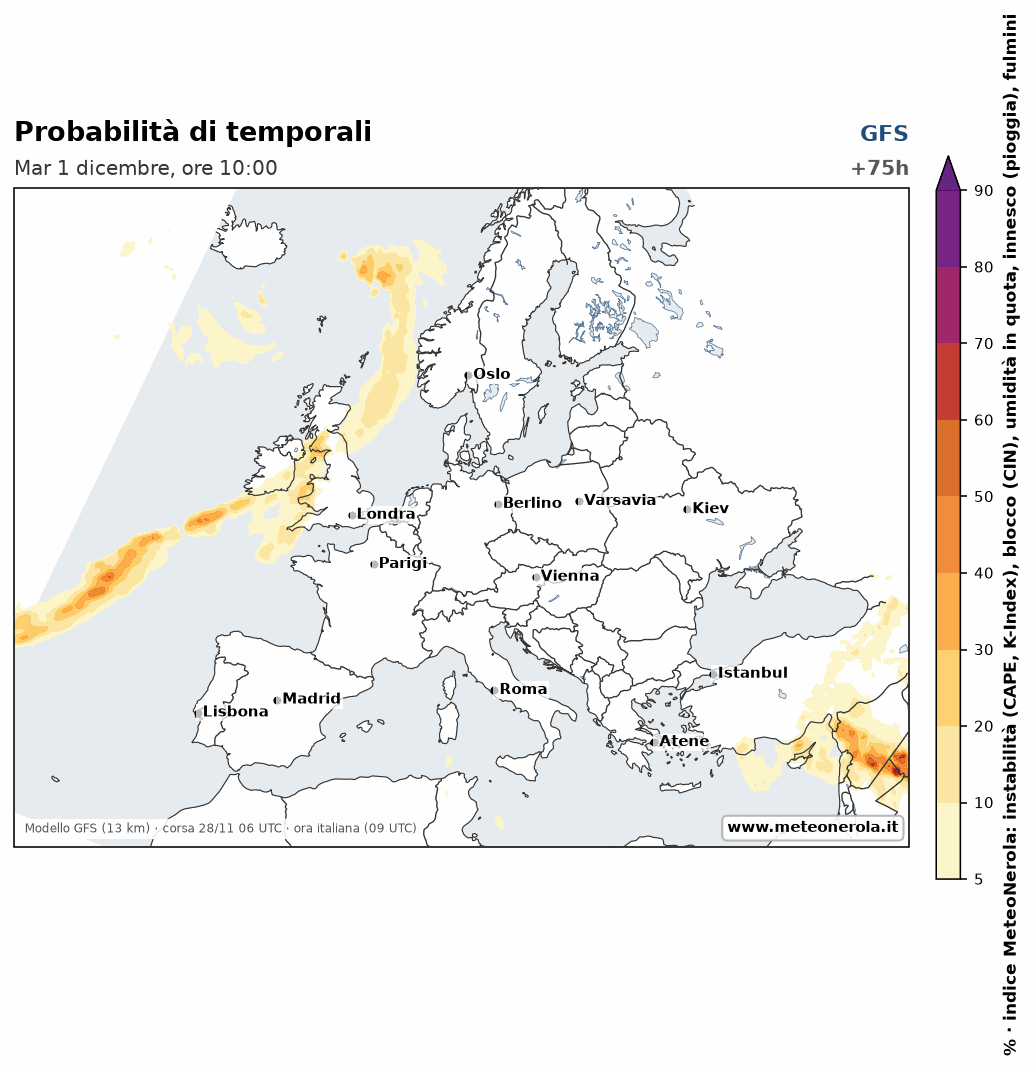 Probabilità di temporali
GFS
Mar 1 dicembre, ore 10:00
+75h
Oslo
Londra
Berlino
Varsavia
Kiev
Parigi
Vienna
Istanbul
Roma
Madrid
Lisbona
Atene
Modello GFS (13 km) · corsa 28/11 06 UTC · ora italiana (09 UTC)
www.meteonerola.it
90
80
70
60
50
40
30
20
10
5
% · indice MeteoNerola: instabilità (CAPE, K-Index), blocco (CIN), umidità in quota, innesco (pioggia), fulmini